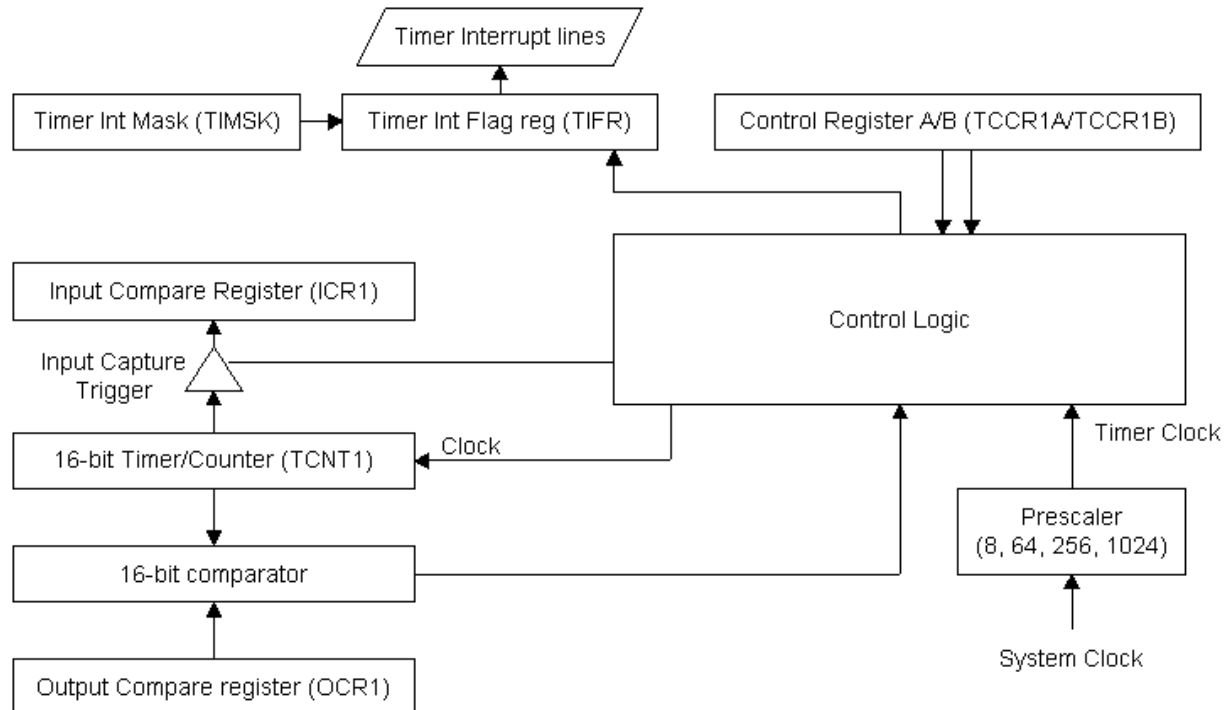 Timer Interrupt lines
Timer Int Mask (TIMSK)
Timer Int Flag reg (TIFR)
Control Register A/B (TCCR1A/TCCR1B)
Input Compare Register (ICR1)
Control Logic
Input Capture
Trigger
16-bit Timer/Counter (TCNT1)
Clock
Timer Clock
Prescaler
(8, 64, 256, 1024)
16-bit comparator
System Clock
Output Compare register (OCR1)